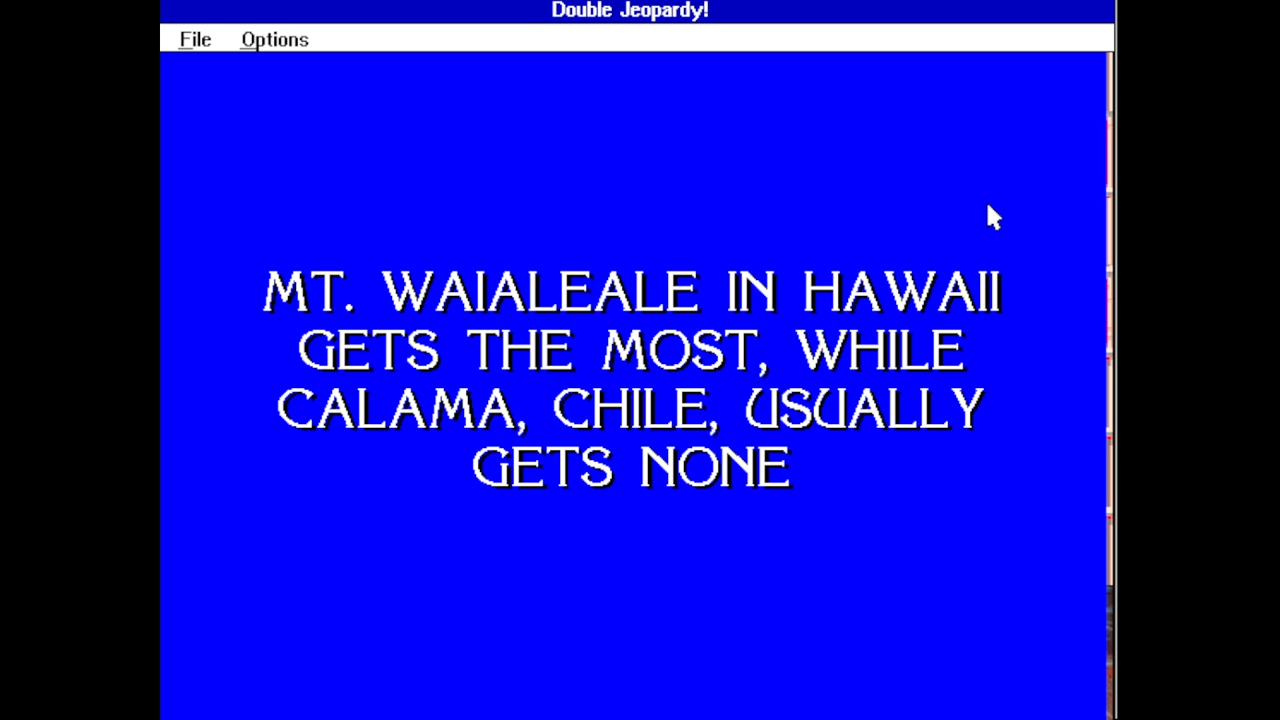 Double Jeopardy!
File Options
MT. WAIALEALE IN HAWAII
GETS THE MOST, WHILE
CALAMA, CHILE, USUALLY
GETS NONE